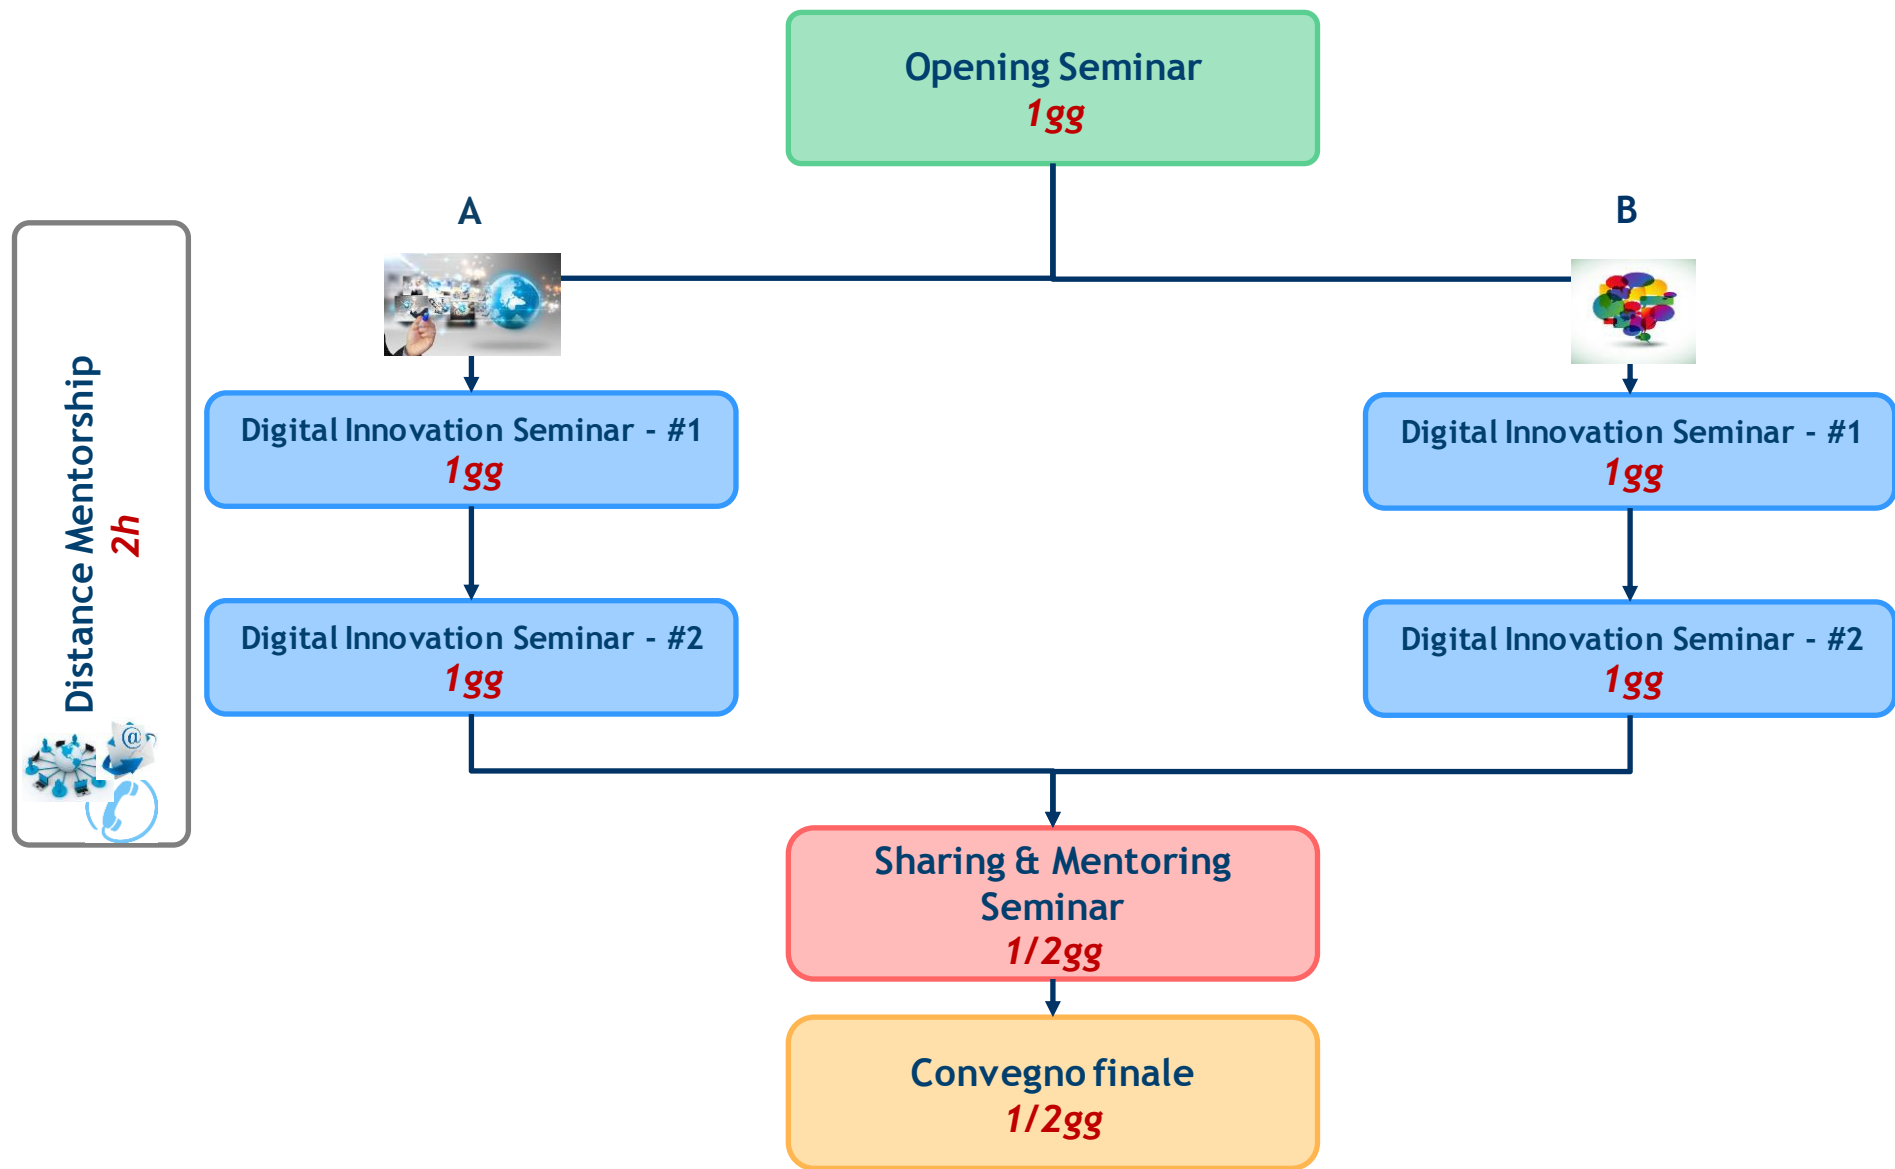 Opening Seminar
1gg
A
B
Distance Mentorship
2h
Digital Innovation Seminar - #1
1gg
Digital Innovation Seminar - #1
1gg
Digital Innovation Seminar - #2
1gg
Digital Innovation Seminar - #2
1gg
@
Sharing & Mentoring
Seminar
1/2gg
Convegno finale
1/2gg